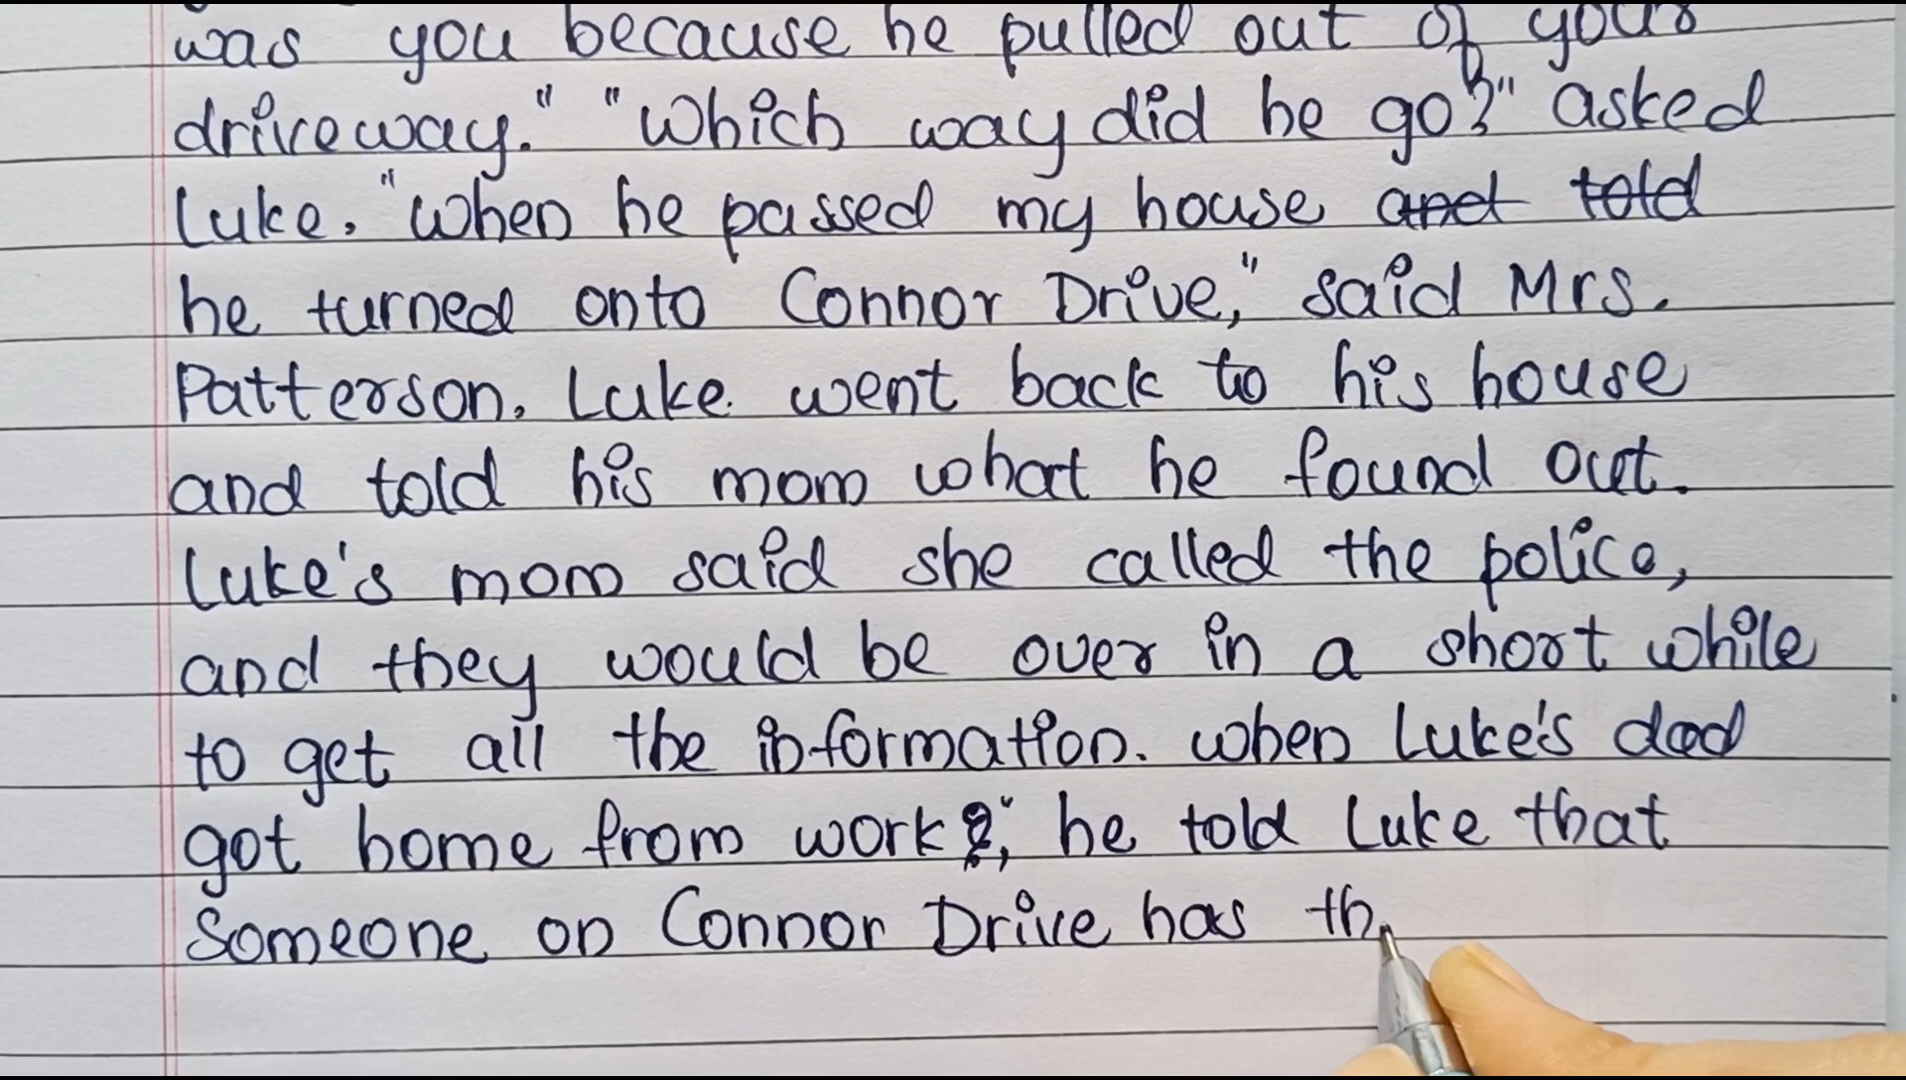 was you because he pulled out of your
driveway." "Which way did he go?" asked
Luke. "When he passed my house and told
he turned onto Connor Drive," said Mrs.
Patterson. Luke went back to his house
and told his mom what he found out.
Luke's mom said she called the police,
and they would be over in a short while
to get all the information. when Luke's dad
got home from work, he told Luke that
Someone on Connor Drive has th